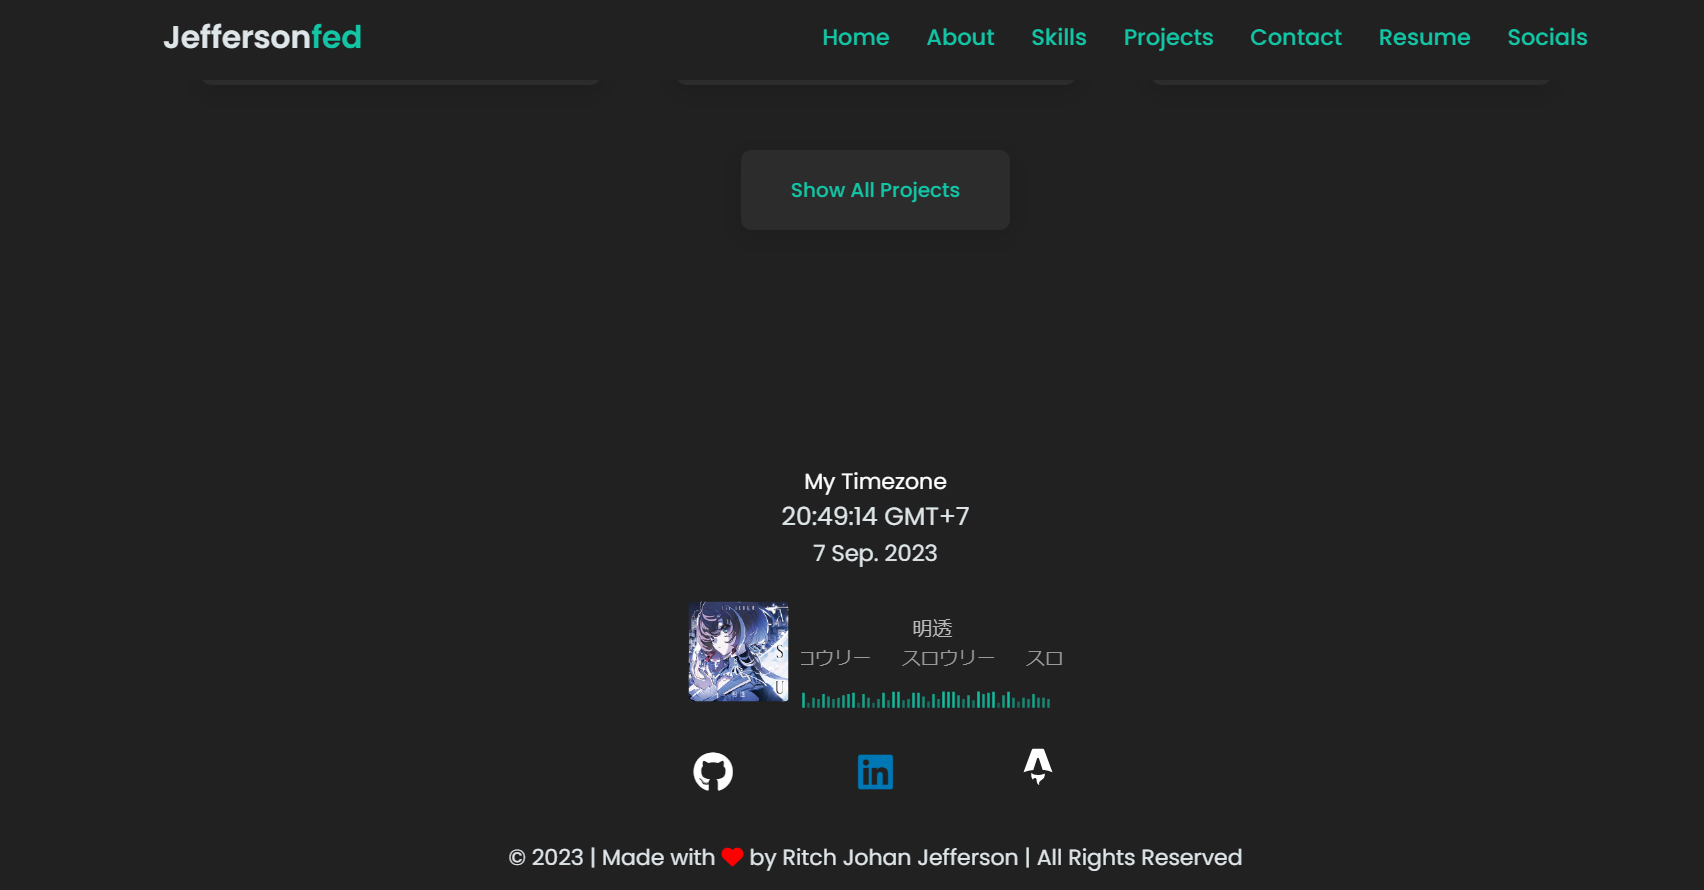 Jeffersonfed
Home About Skills Projects Contact Resume Socials
Show All Projects
My Timezone
20:49:14 GMT+7
7 Sep. 2023
S
U
明透
コウリー スロウリー スロ
© 2023 | Made with ❤ by Ritch Johan Jefferson | All Rights Reserved